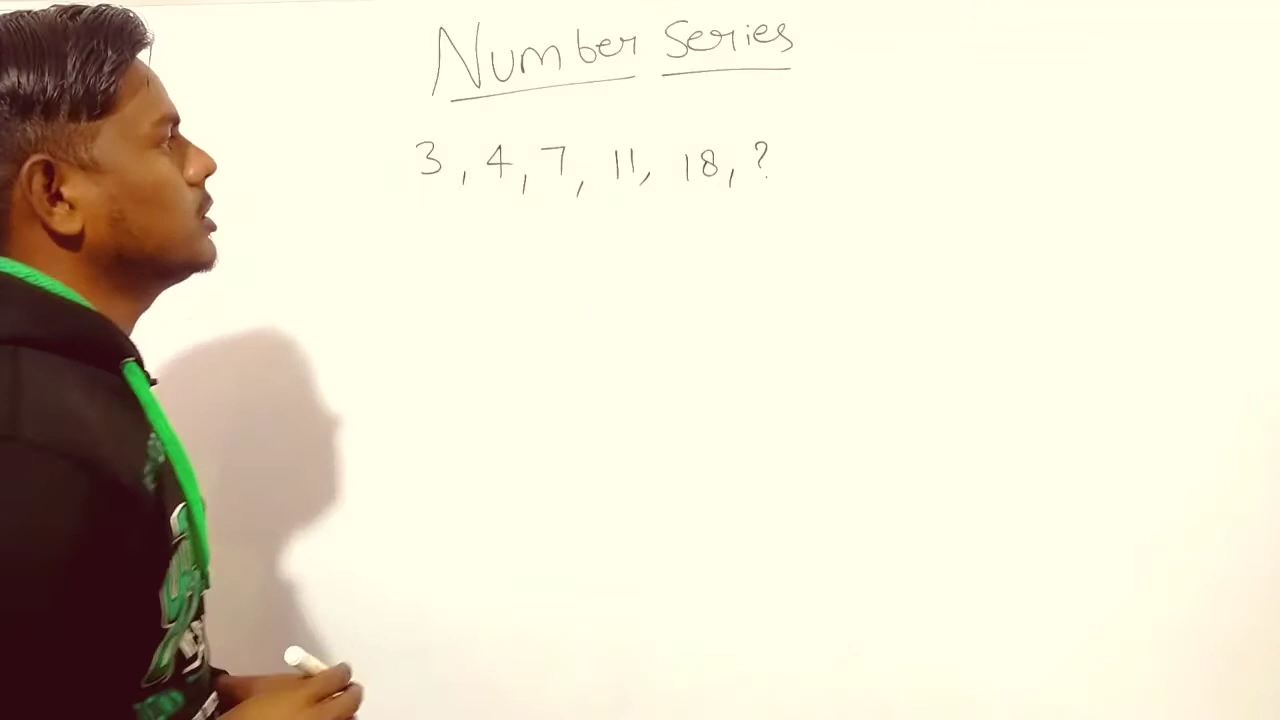 Number Series
3, 4, 7, 11, 18, ?